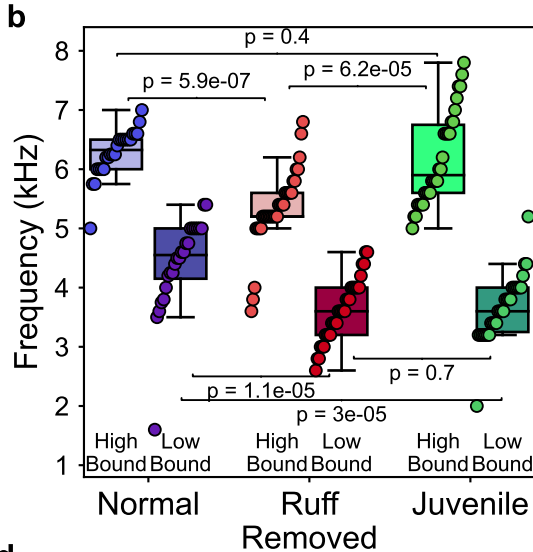 b
p = 0.4
p = 5.9e-07
p = 6.2e-05
Frequency (kHz)
8
7
6
5
4
3
2
1
p = 0.7
p = 1.1e-05
p = 3e-05
High Bound
Low Bound
High Bound
Low Bound
High Bound
Low Bound
Normal
Ruff Removed
Juvenile